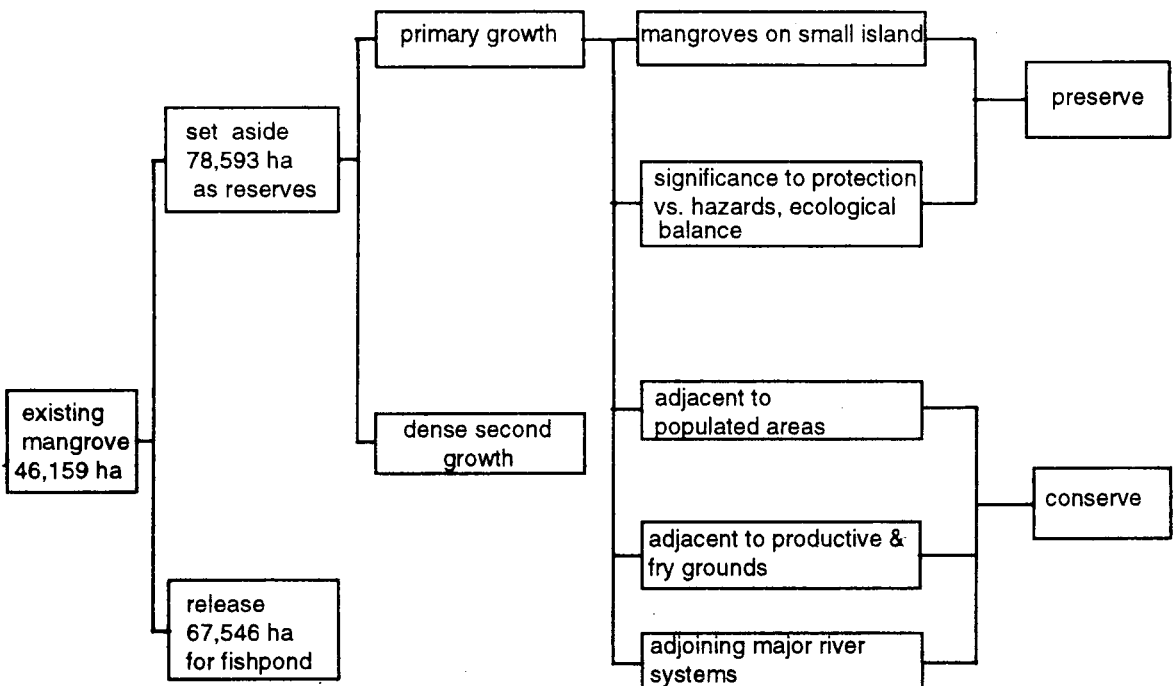 primary growth
mangroves on small island
preserve
set aside
78,593 ha
as reserves
significance to protection
vs. hazards, ecological
balance
existing
mangrove
46,159 ha
dense second
growth
adjacent to
populated areas
conserve
adjacent to productive &
fry grounds
release
67,546 ha
for fishpond
adjoining major river
systems